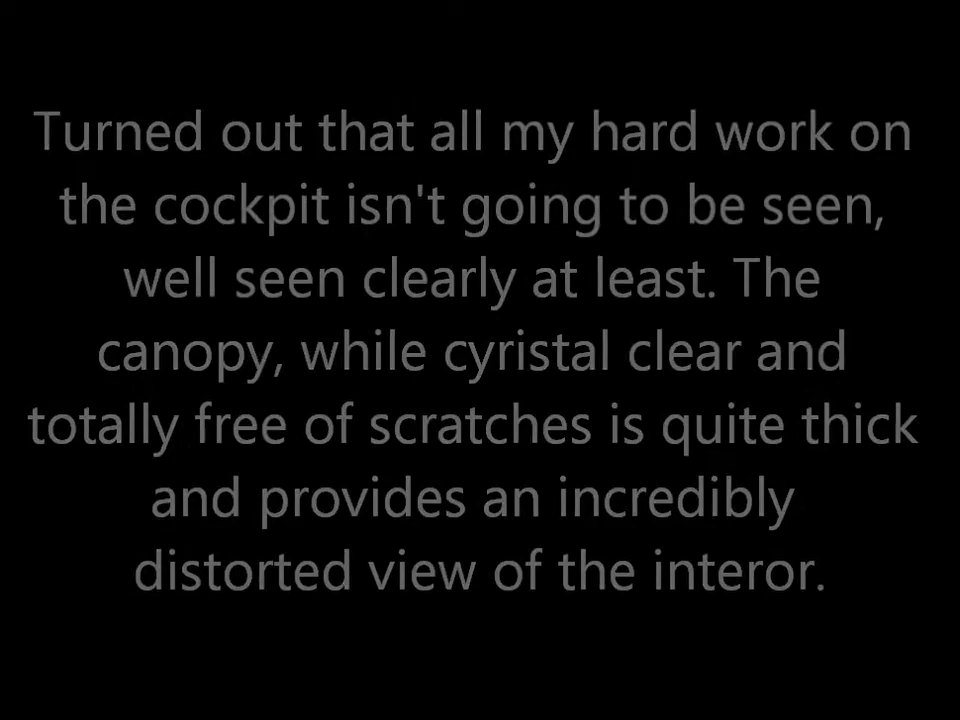 Turned out that all my hard work on
the cockpit isn't going to be seen,
well seen clearly at least. The
canopy, while cyristal clear and
totally free of scratches is quite thick
and provides an incredibly
distorted view of the interor.